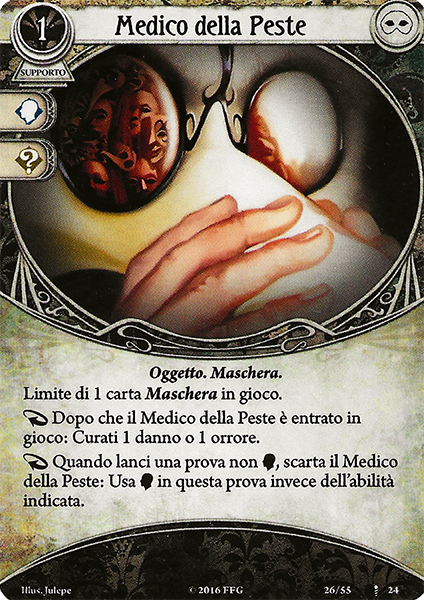 1
Medico della Peste
SUPPORTO
?
Oggetto. Maschera.
Limite di 1 carta Maschera in gioco.
Dopo che il Medico della Peste è entrato in
gioco: Curati 1 danno o 1 orrore.
Quando lanci una prova non , scarta il Medico
della Peste: Usa in questa prova invece dell'abilità
indicata.
Illus. Julepe © 2016 FFG 26/55 24